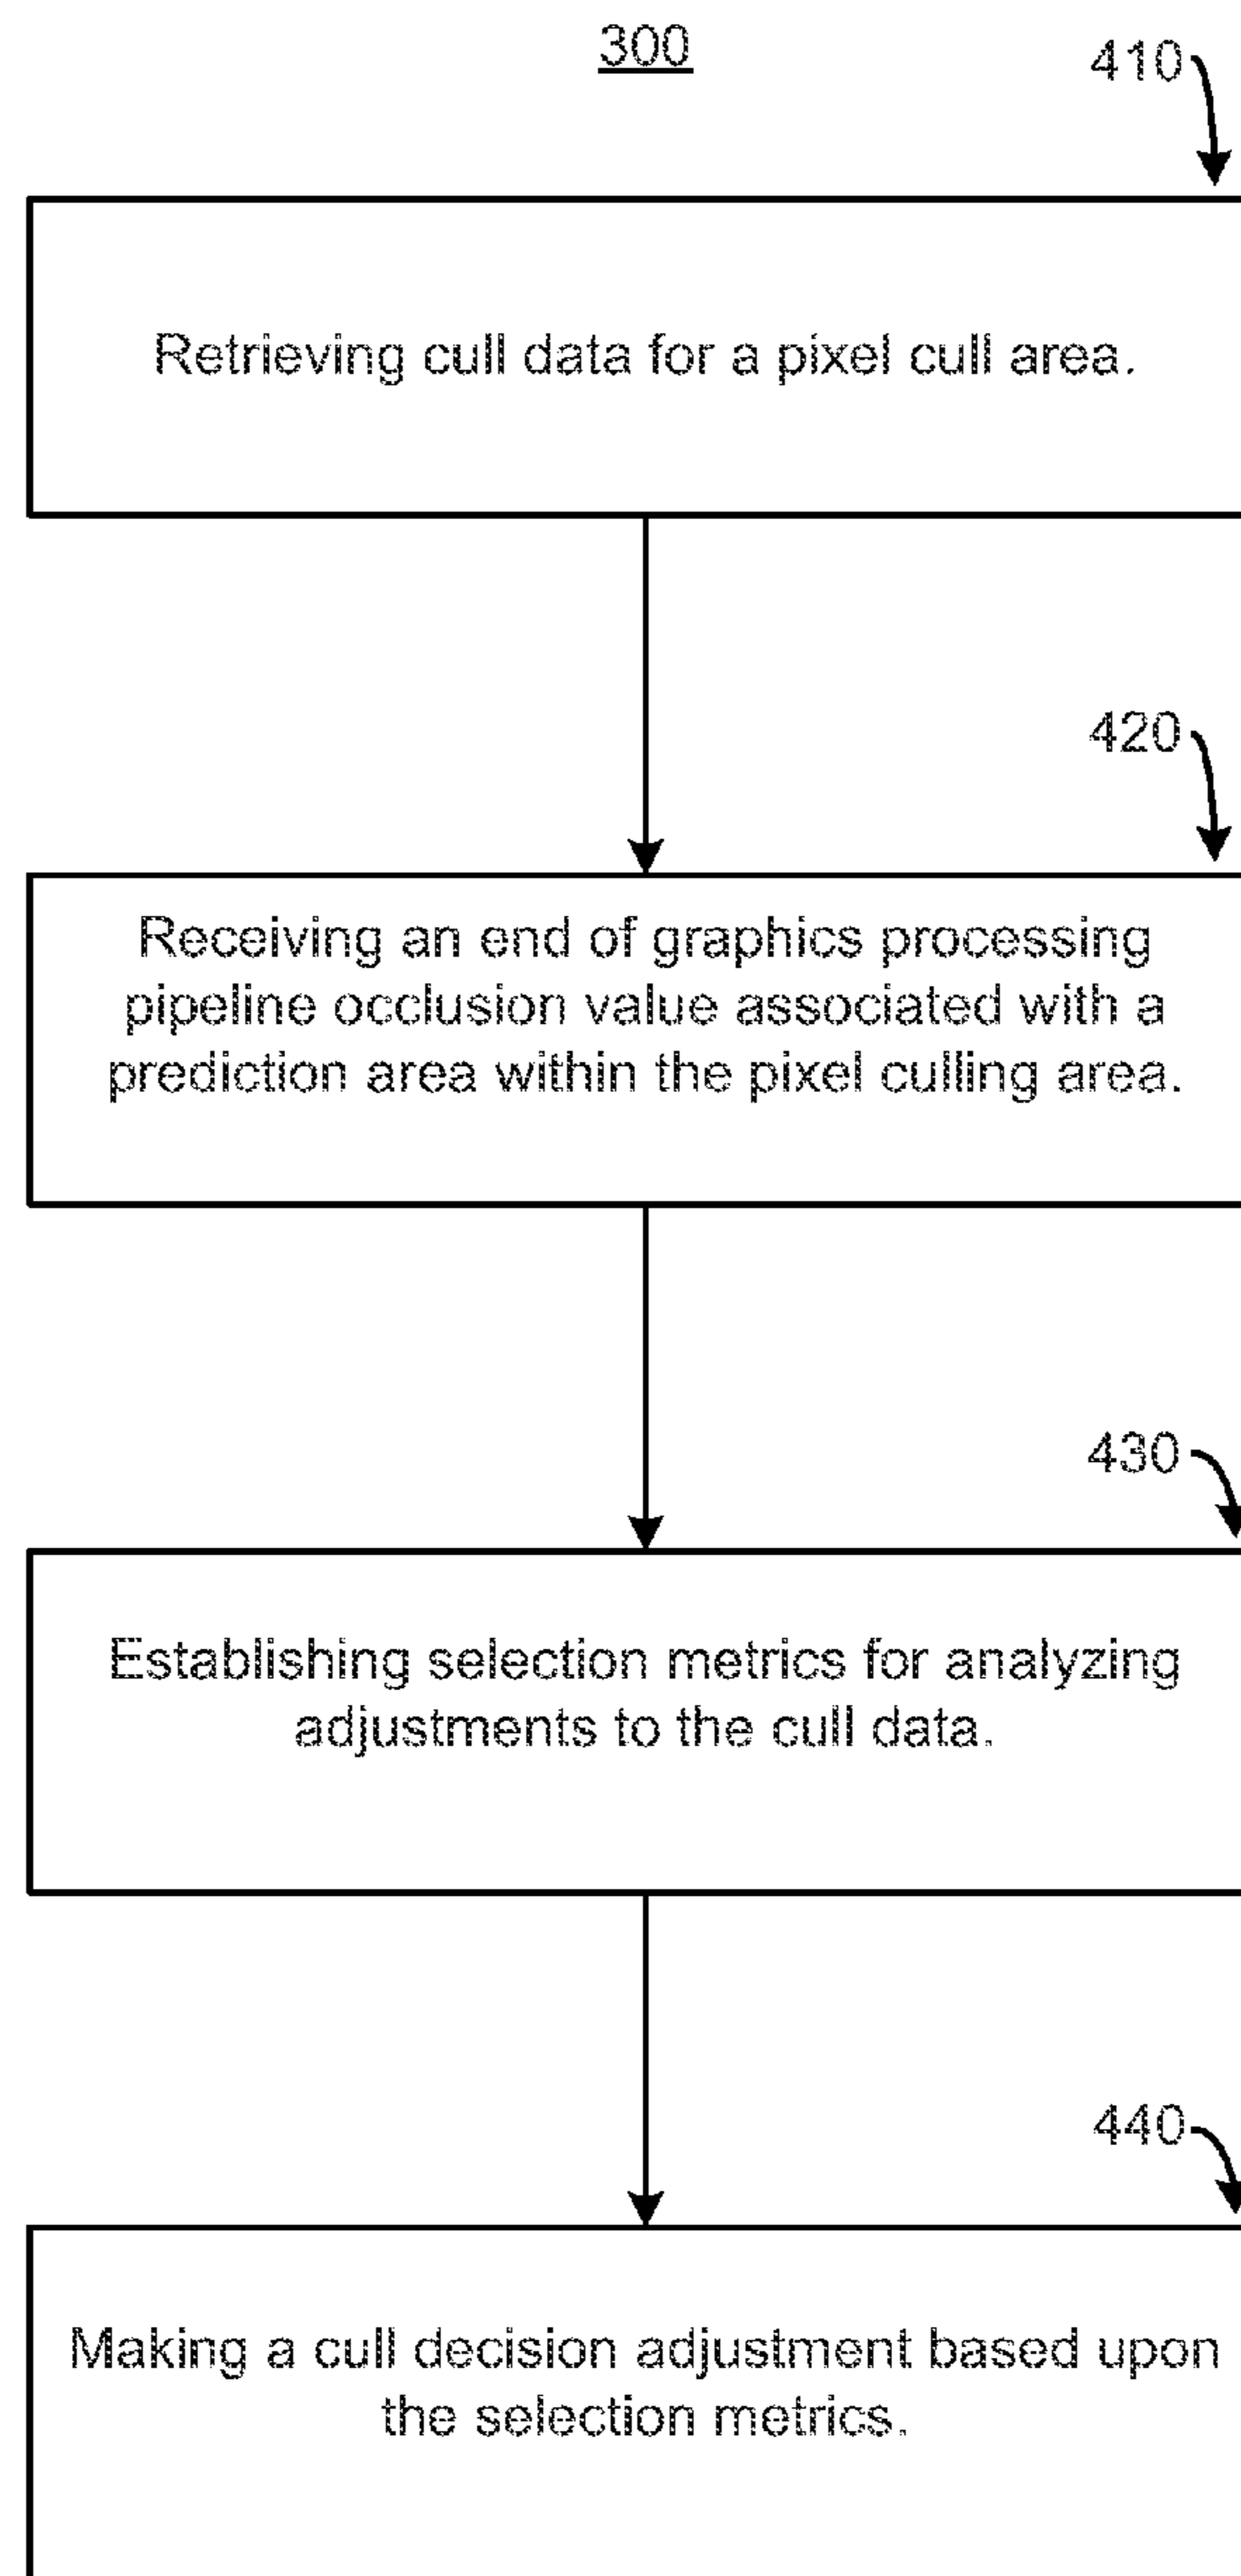 300
410
Retrieving cull data for a pixel cull area.
420
Receiving an end of graphics processing
pipeline occlusion value associated with a
prediction area within the pixel culling area.
430
Establishing selection metrics for analyzing
adjustments to the cull data.
440
Making a cull decision adjustment based upon
the selection metrics.